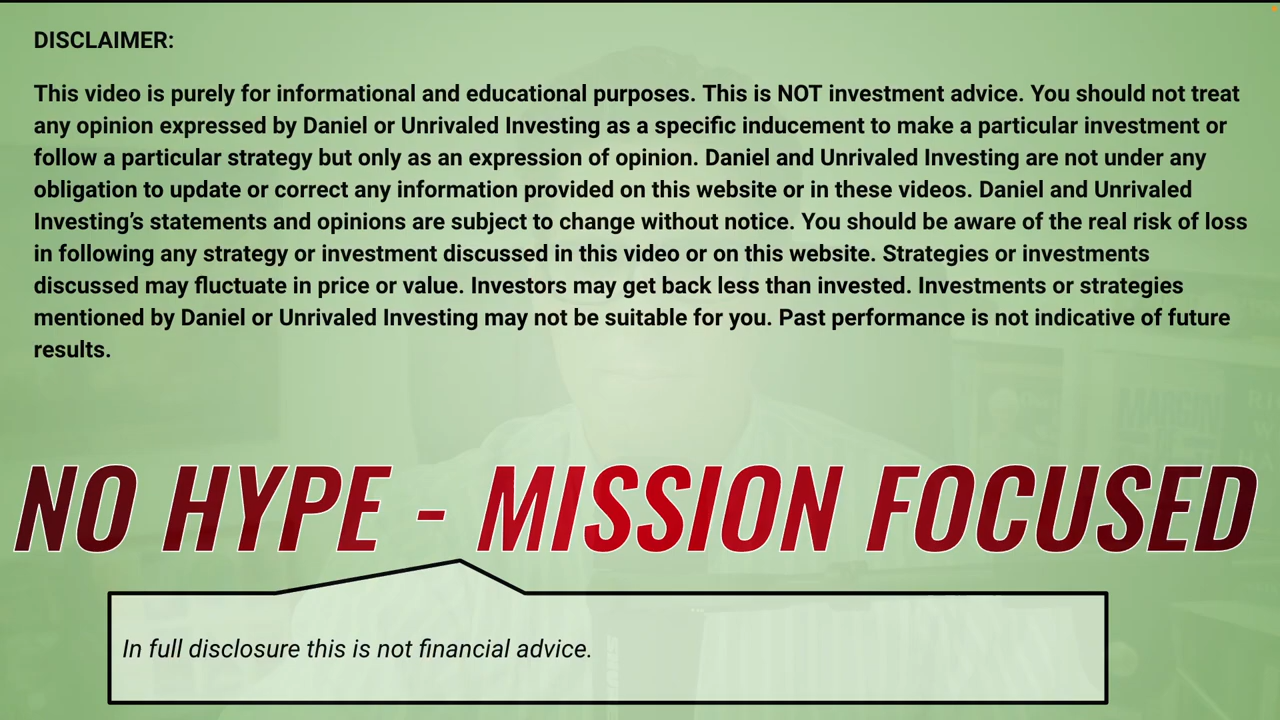 DISCLAIMER:
This video is purely for informational and educational purposes. This is NOT investment advice. You should not treat
any opinion expressed by Daniel or Unrivaled Investing as a specific inducement to make a particular investment or
follow a particular strategy but only as an expression of opinion. Daniel and Unrivaled Investing are not under any
obligation to update or correct any information provided on this website or in these videos. Daniel and Unrivaled
Investing’s statements and opinions are subject to change without notice. You should be aware of the real risk of loss
in following any strategy or investment discussed in this video or on this website. Strategies or investments
discussed may fluctuate in price or value. Investors may get back less than invested. Investments or strategies
mentioned by Daniel or Unrivaled Investing may not be suitable for you. Past performance is not indicative of future
results.
NO HYPE - MISSION FOCUSED
In full disclosure this is not financial advice.